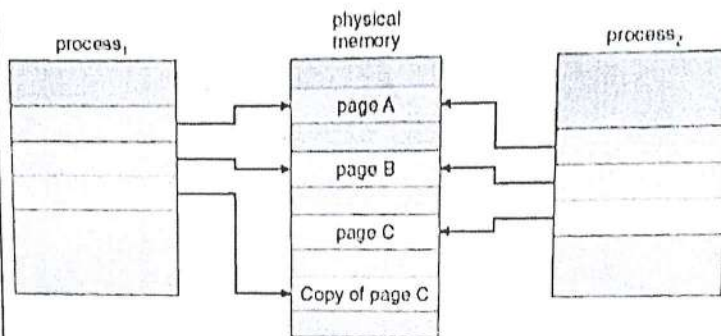 physical
memory
process₁
process₂
page A
page B
page C
Copy of page C